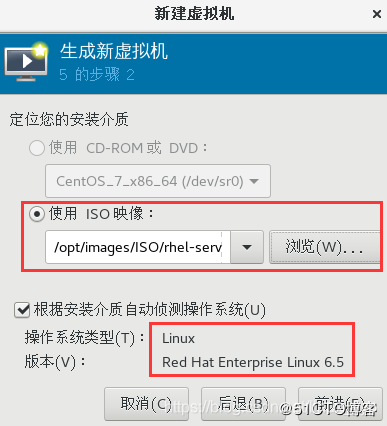 新建虚拟机
生成新虚拟机
5 的步骤 2
定位您的安装介质
使用 CD-ROM 或 DVD：
CentOS_7_x86_64 (/dev/sr0)
使用 ISO 映像：
/opt/images/ISO/rhel-serv
浏览(W)...
根据安装介质自动侦测操作系统(U)
操作系统类型(T)： Linux
版本(V)： Red Hat Enterprise Linux 6.5
取消(C) 后退(B) 前进(F)
@51CTO博客